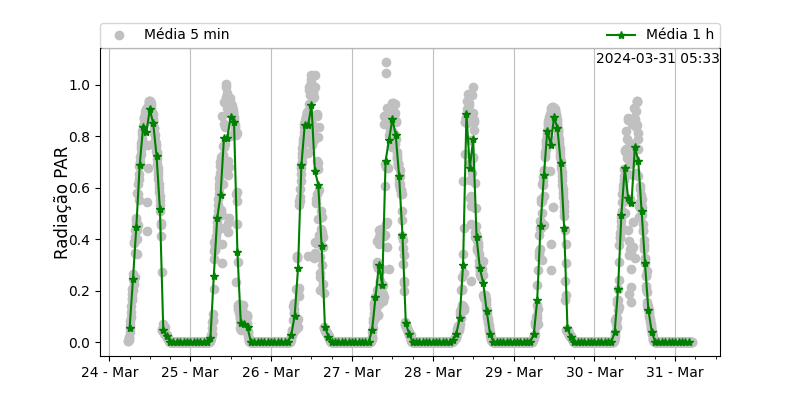 Média 5 min
Média 1 h
2024-03-31 05:33
Radiação PAR
1.0
0.8
0.6
0.4
0.2
0.0
24 - Mar
25 - Mar
26 - Mar
27 - Mar
28 - Mar
29 - Mar
30 - Mar
31 - Mar